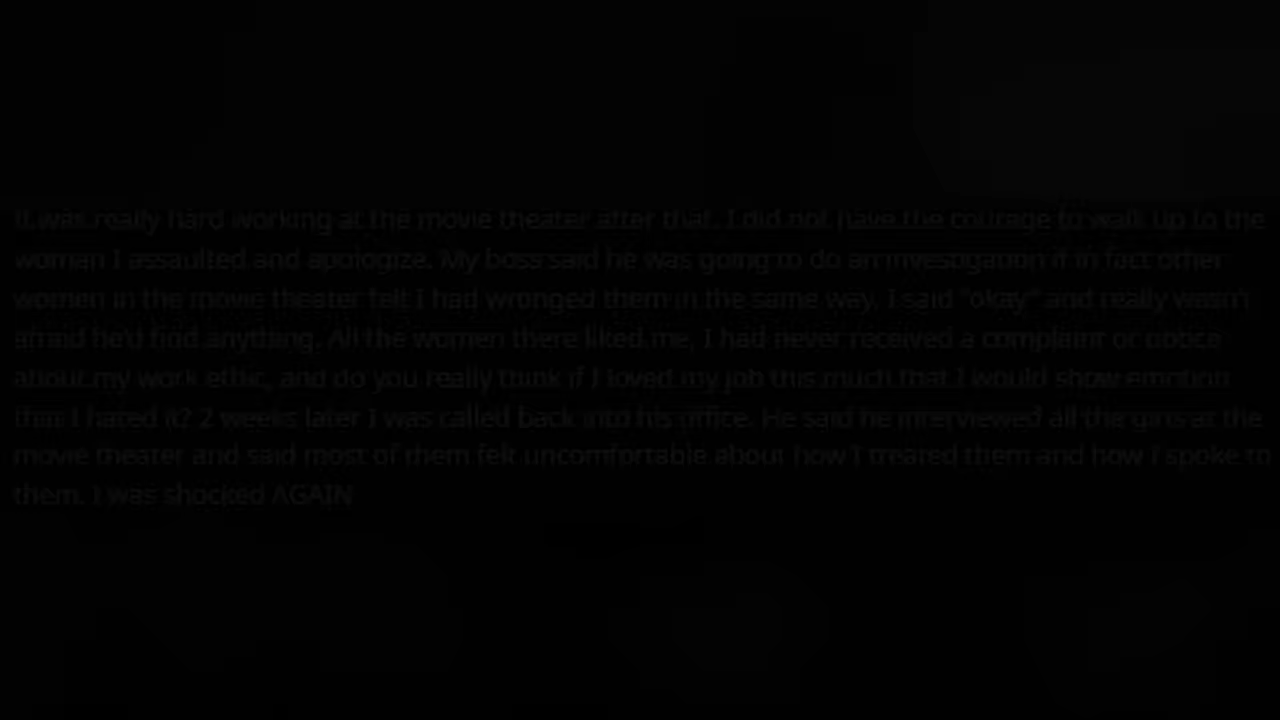 It was really hard working at the movie theater after that. I did not have the courage to walk up to the
woman I assaulted and apologize. My boss said he was going to do an investigation if in fact other
women in the movie theater felt I had wronged them in the same way. I said "okay" and really wasn't
afraid he'd find anything. All the women there liked me, I had never received a complaint or notice
about my work ethic, and do you really think if I loved my job this much that I would show emotion
that I hated it? 2 weeks later I was called back into his office. He said he interviewed all the girls at the
movie theater and said most of them felt uncomfortable about how I treated them and how I spoke to
them. I was shocked AGAIN